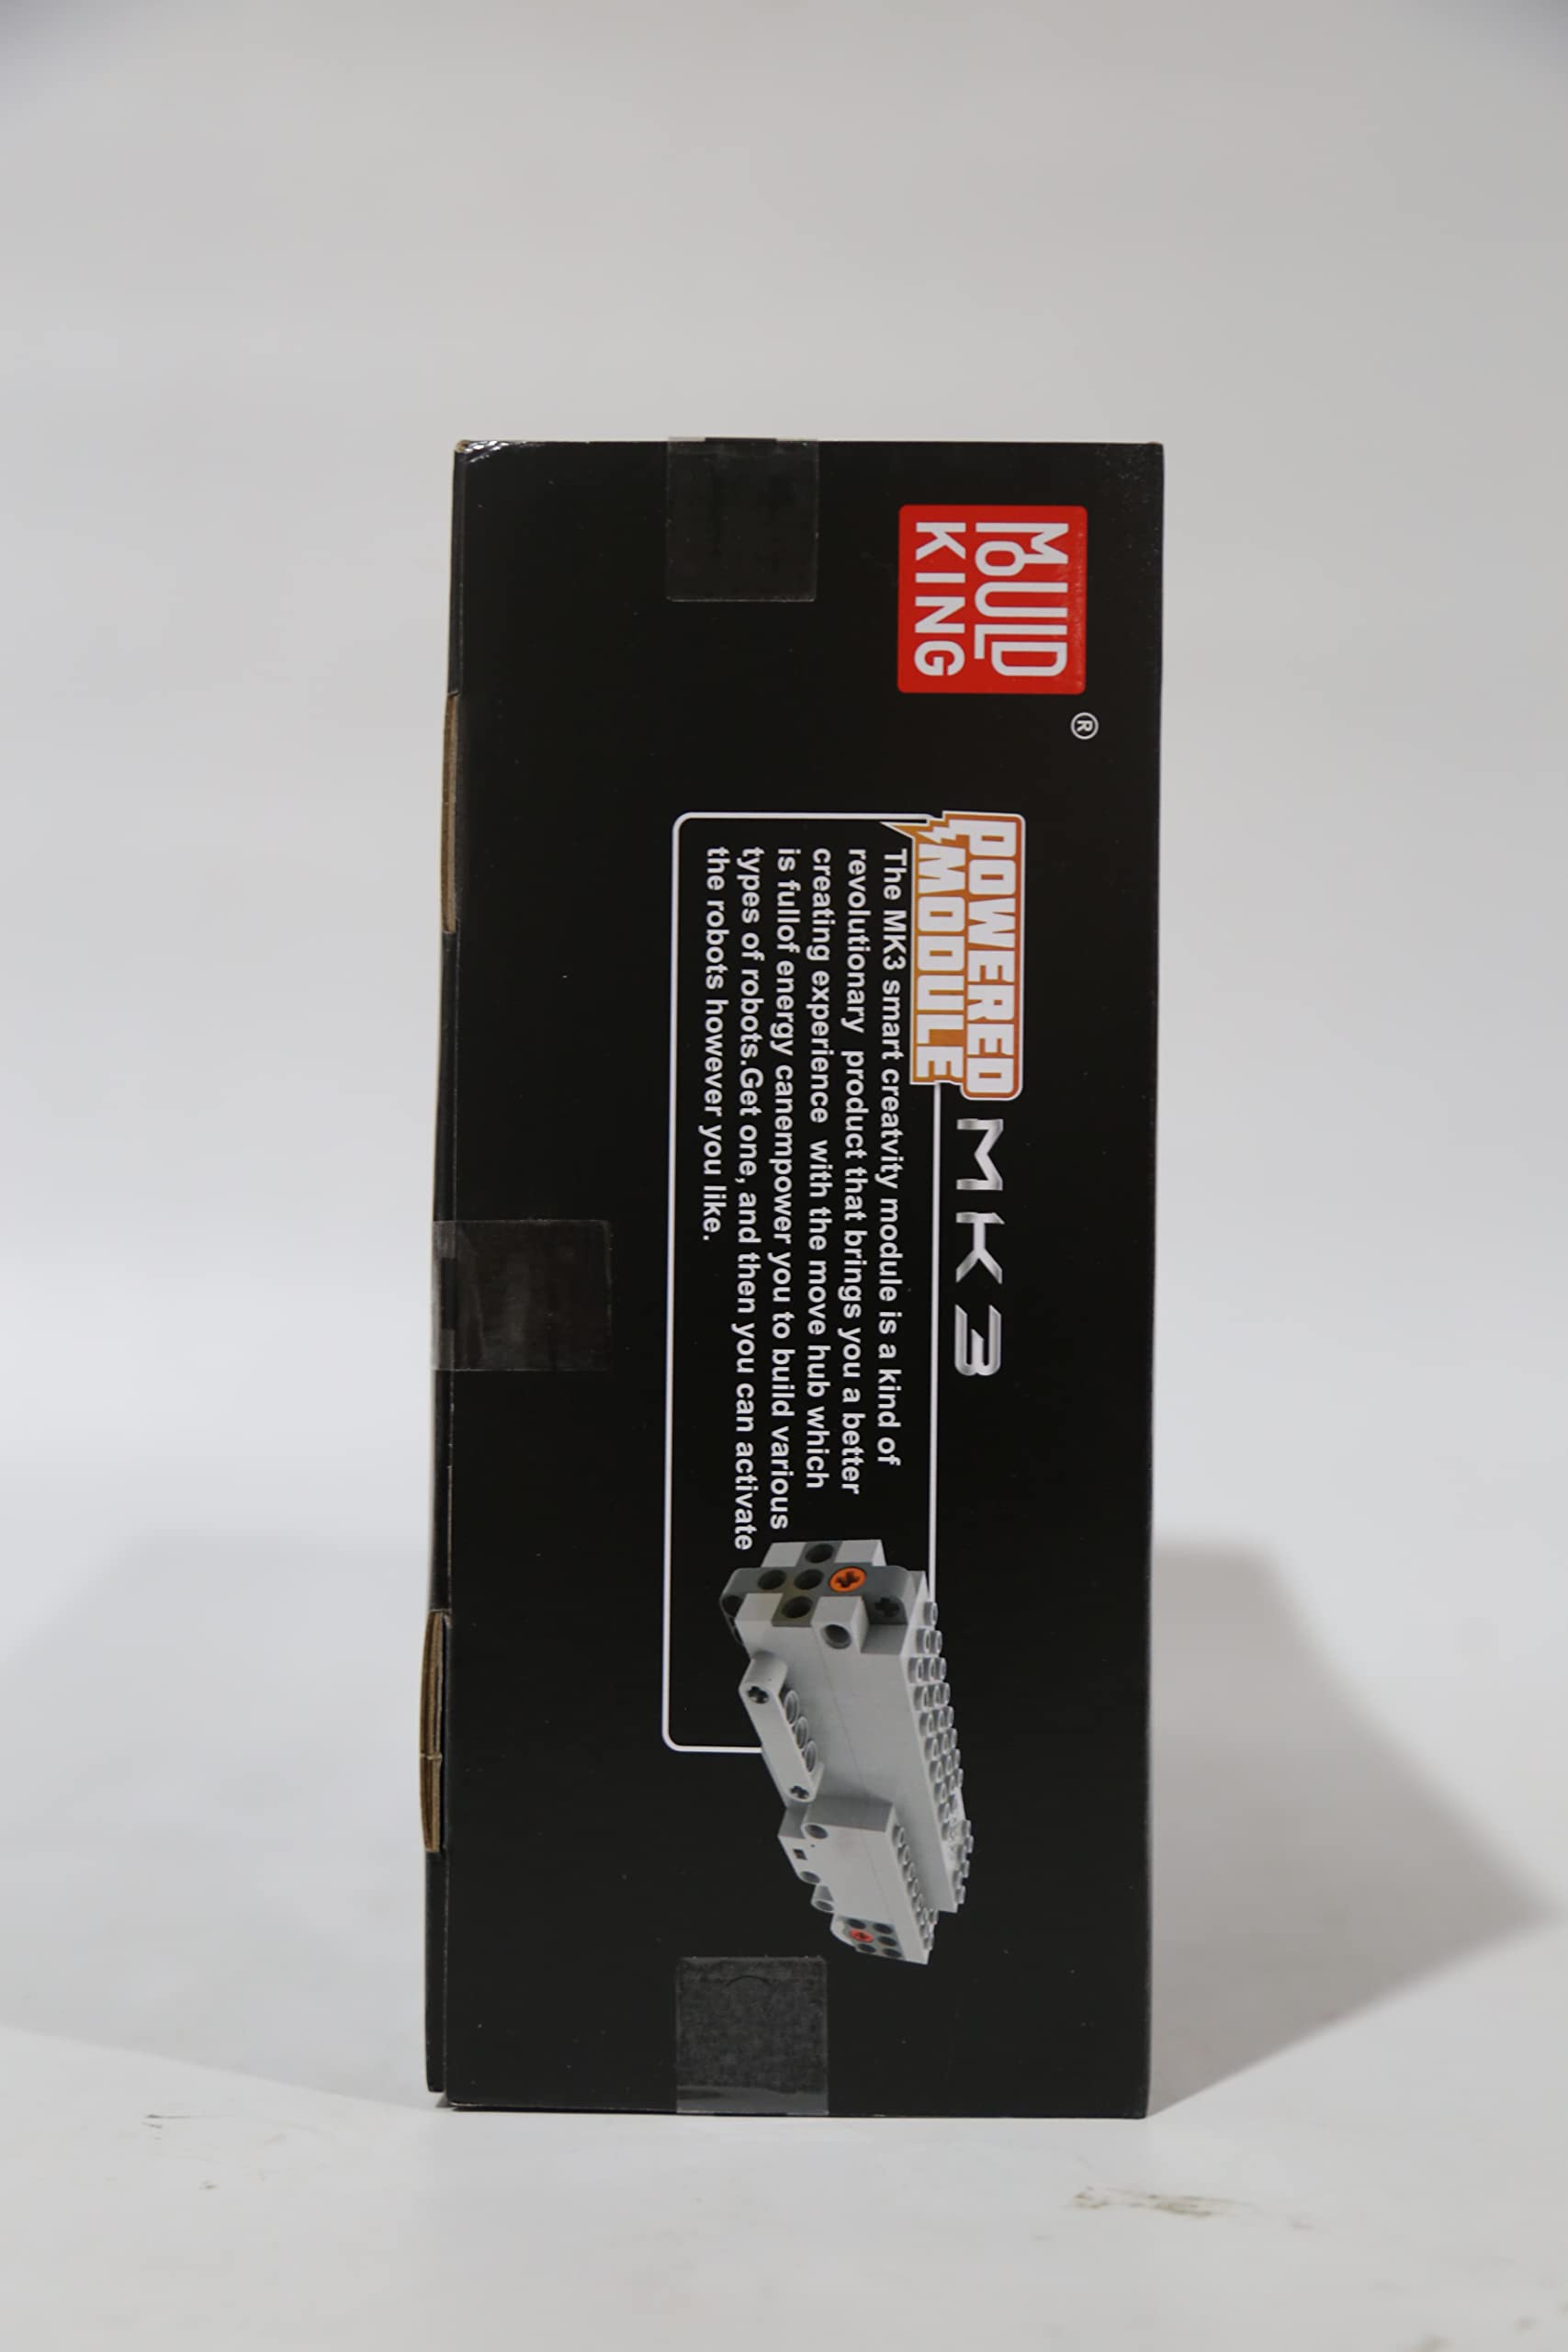 MOULD
KING
®
POWERED
MODULE
MK3
The MK3 smart creatvity module is a kind of
revolutionary product that brings you a better
creating experience with the move hub which
is fullof energy canempower you to build various
types of robots.Get one, and then you can activate
the robots however you like.